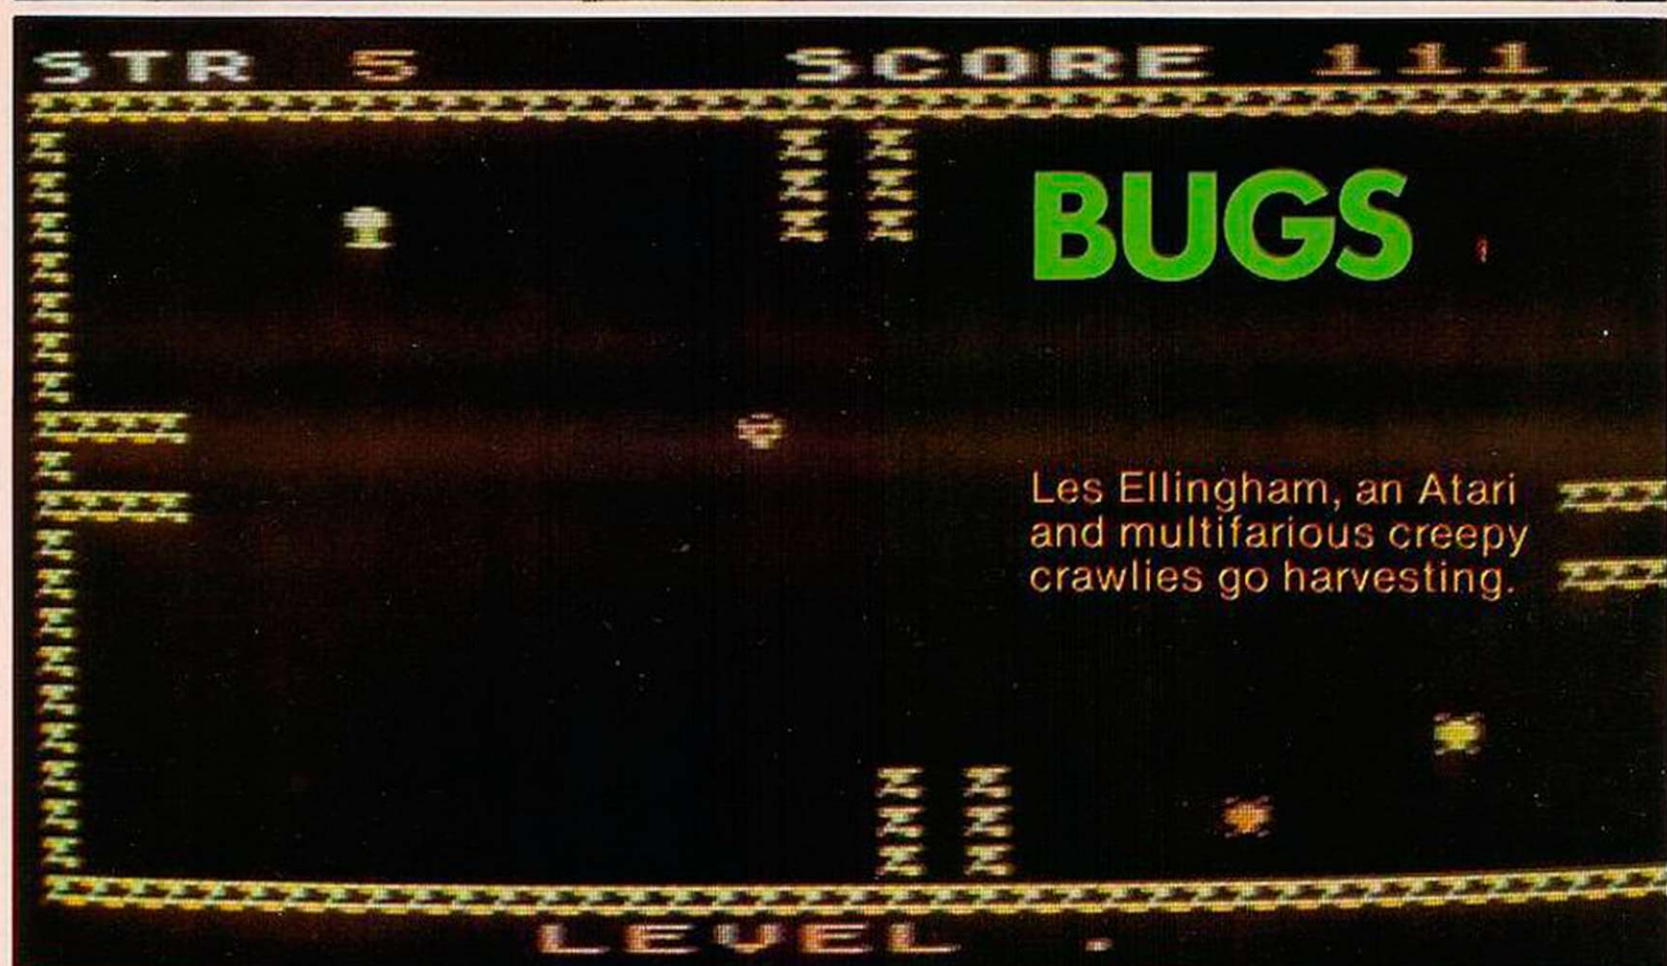 STR 5 SCORE 111
BUGS
Les Ellingham, an Atari
and multifarious creepy
crawlies go harvesting.
LEVEL